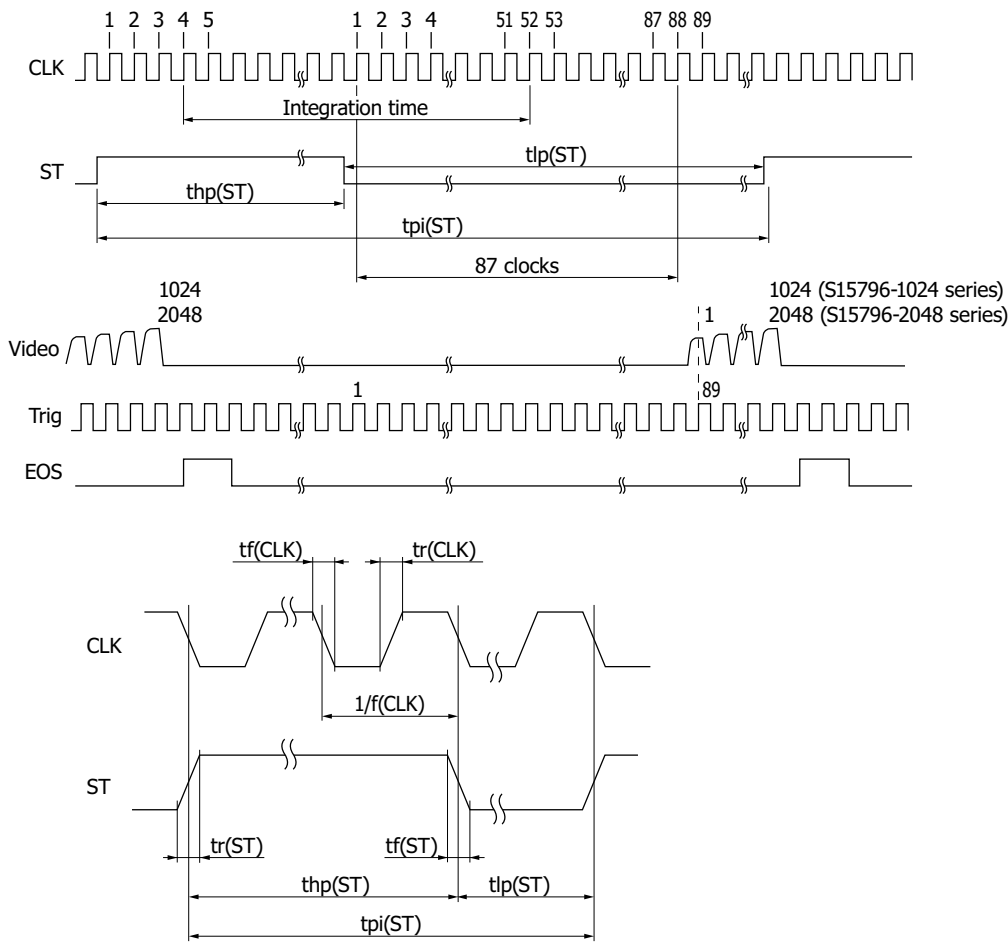 1 2 3 4 5 1 2 3 4 51 52 53 87 88 89
CLK
Integration time
ST
tlp(ST)
thp(ST)
tpi(ST)
87 clocks
1024
2048
1
1024 (S15796-1024 series)
2048 (S15796-2048 series)
Video
1
89
Trig
EOS
tf(CLK)
tr(CLK)
CLK
1/f(CLK)
ST
tr(ST)
tf(ST)
thp(ST)
tlp(ST)
tpi(ST)